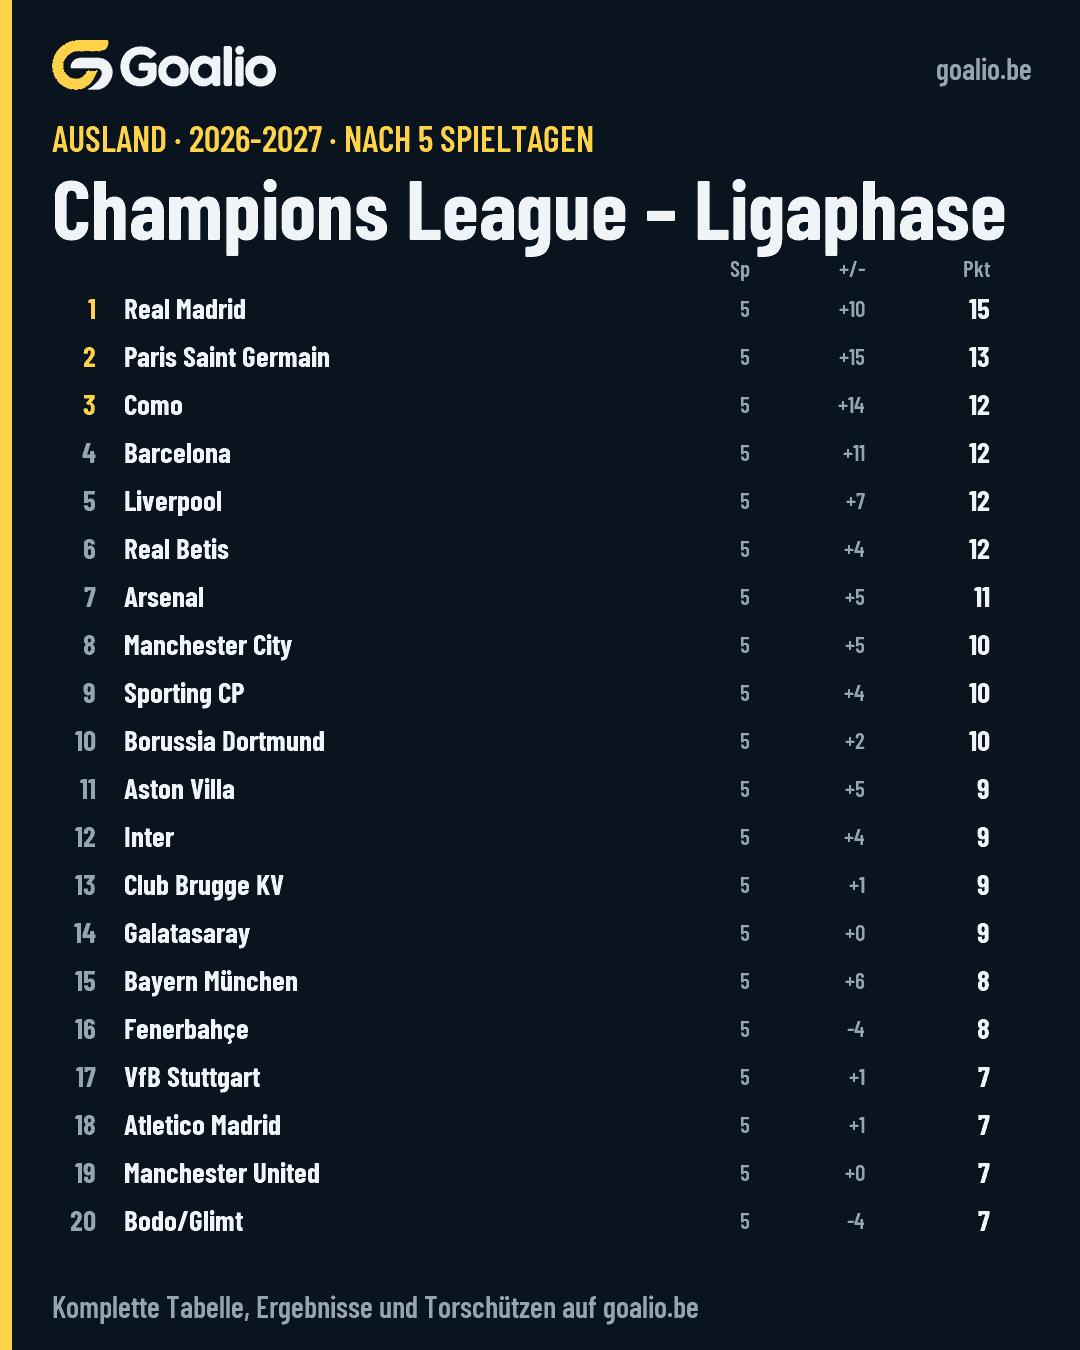 Goalio
goalio.be
AUSLAND · 2026-2027 · NACH 5 SPIELTAGEN
Champions League – Ligaphase
Sp +/- Pkt
1 Real Madrid 5 +10 15
2 Paris Saint Germain 5 +15 13
3 Como 5 +14 12
4 Barcelona 5 +11 12
5 Liverpool 5 +7 12
6 Real Betis 5 +4 12
7 Arsenal 5 +5 11
8 Manchester City 5 +5 10
9 Sporting CP 5 +4 10
10 Borussia Dortmund 5 +2 10
11 Aston Villa 5 +5 9
12 Inter 5 +4 9
13 Club Brugge KV 5 +1 9
14 Galatasaray 5 +0 9
15 Bayern München 5 +6 8
16 Fenerbahçe 5 -4 8
17 VfB Stuttgart 5 +1 7
18 Atletico Madrid 5 +1 7
19 Manchester United 5 +0 7
20 Bodo/Glimt 5 -4 7
Komplette Tabelle, Ergebnisse und Torschützen auf goalio.be